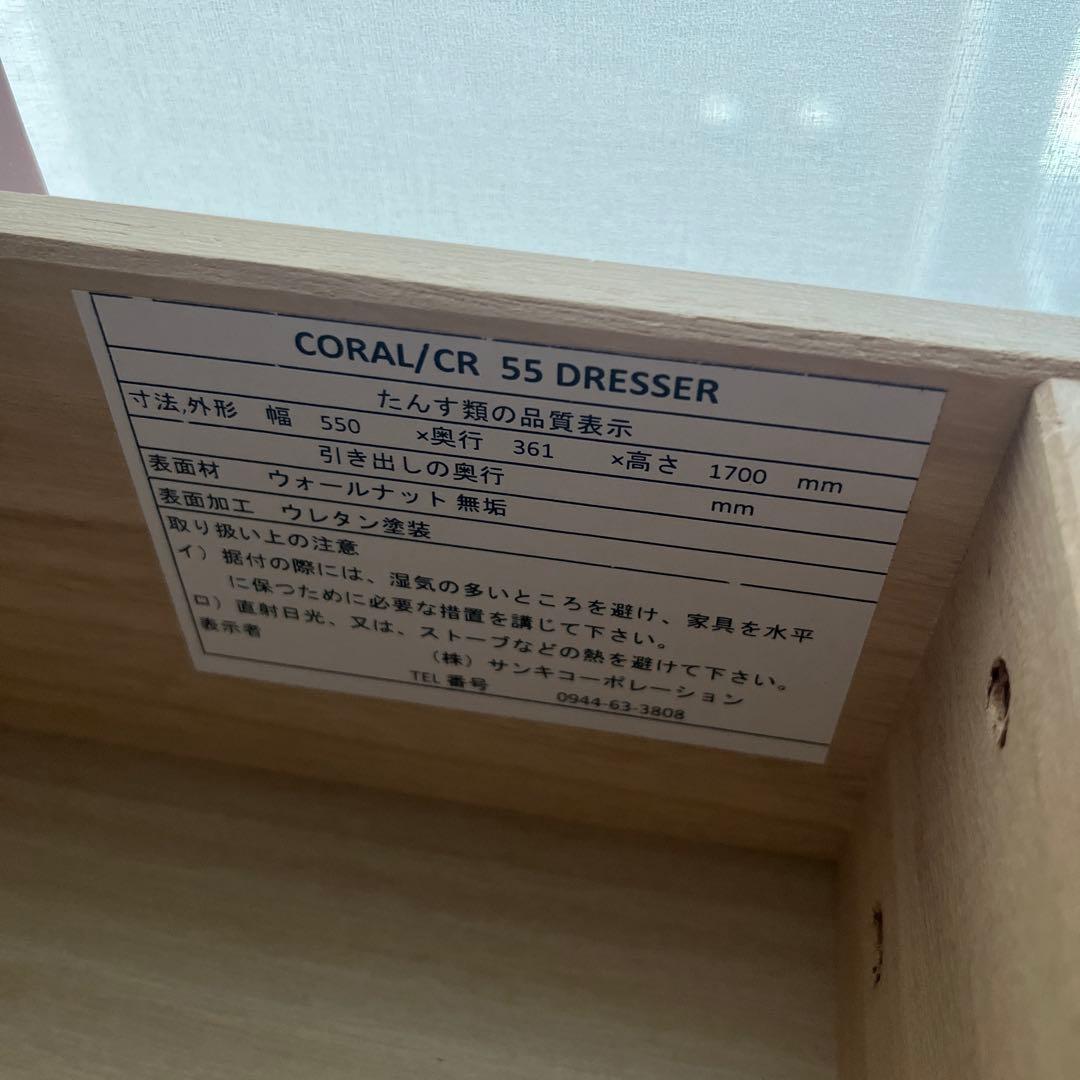 CORAL/CR 55 DRESSER
たんす類の品質表示
寸法,外形 幅 550 ×奥行 361 ×高さ 1700 mm
引き出しの奥行 mm
表面材 ウォールナット無垢
表面加工 ウレタン塗装
取り扱い上の注意
イ）据付の際には、湿気の多いところを避け、家具を水平
に保つために必要な措置を講じて下さい。
ロ）直射日光、又は、ストーブなどの熱を避けて下さい。
表示者 （株）サンキコーポレーション
TEL番号 0944-63-3808